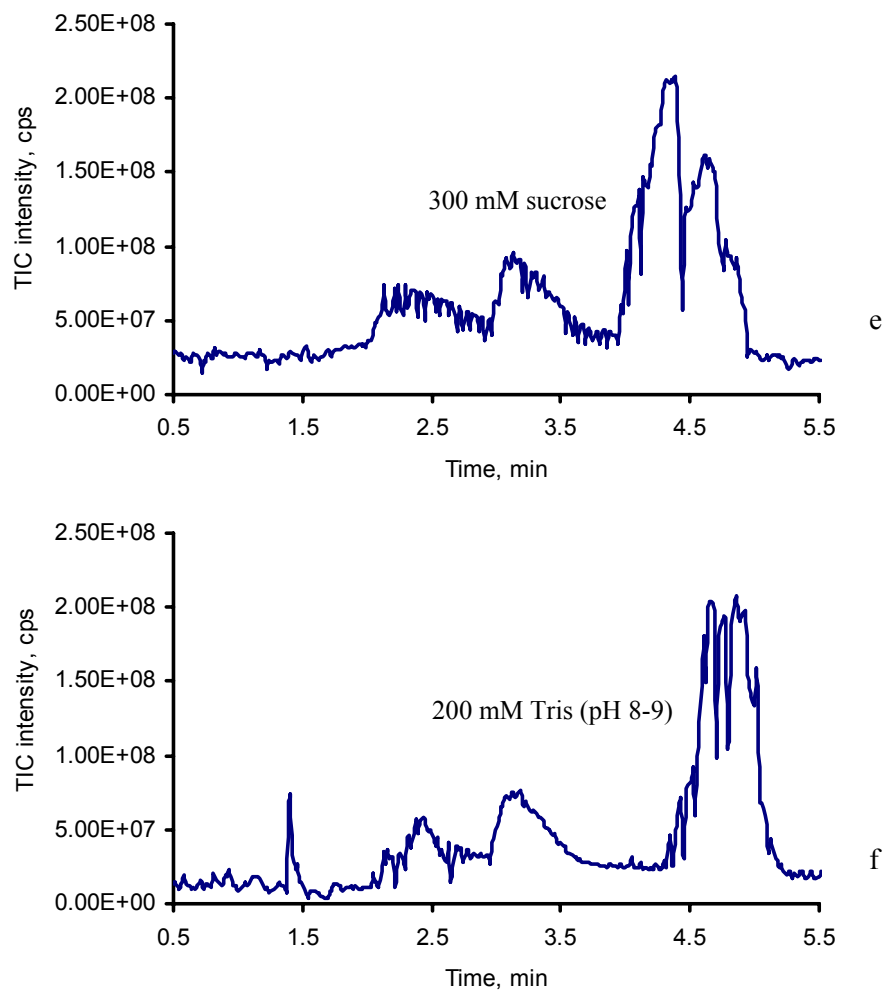 2.50E+08
2.00E+08
1.50E+08
1.00E+08
5.00E+07
0.00E+00
TIC intensity, cps
300 mM sucrose
e
0.5 1.5 2.5 3.5 4.5 5.5
Time, min
2.50E+08
2.00E+08
1.50E+08
1.00E+08
5.00E+07
0.00E+00
TIC intensity, cps
200 mM Tris (pH 8-9)
f
0.5 1.5 2.5 3.5 4.5 5.5
Time, min